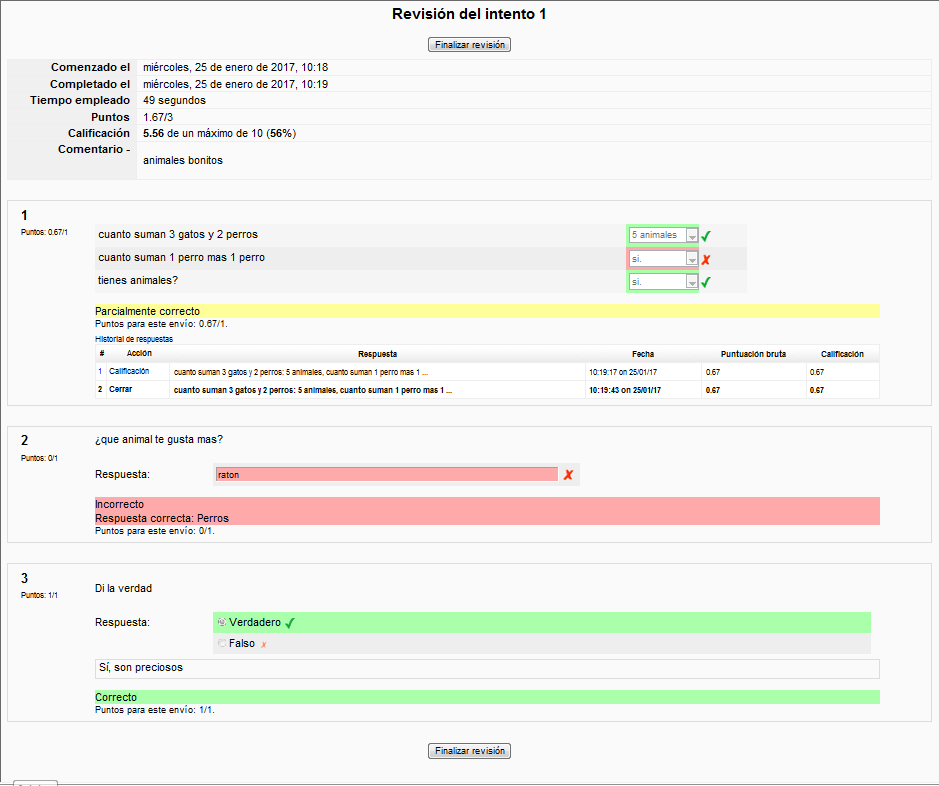 Revisión del intento 1
Finalizar revisión
Comenzado el miércoles, 25 de enero de 2017, 10:18
Completado el miércoles, 25 de enero de 2017, 10:19
Tiempo empleado 49 segundos
Puntos 1.67/3
Calificación 5.56 de un máximo de 10 (56%)
Comentario -
animales bonitos
1
Puntos: 0.67/1
cuanto suman 3 gatos y 2 perros 5 animales
cuanto suman 1 perro mas 1 perro si.
tienes animales? si.
Parcialmente correcto
Puntos para este envío: 0.67/1.
Historial de respuestas
# Acción Respuesta Fecha Puntuación bruta Calificación
1 Calificación cuanto suman 3 gatos y 2 perros: 5 animales, cuanto suman 1 perro mas 1 ... 10:19:17 on 25/01/17 0.67 0.67
2 Cerrar cuanto suman 3 gatos y 2 perros: 5 animales, cuanto suman 1 perro mas 1 ... 10:19:43 on 25/01/17 0.67 0.67
2
Puntos: 0/1
¿que animal te gusta mas?
Respuesta: raton
Incorrecto
Respuesta correcta: Perros
Puntos para este envío: 0/1.
3
Puntos: 1/1
Di la verdad
Respuesta: Verdadero
Falso
Sí, son preciosos
Correcto
Puntos para este envío: 1/1.
Finalizar revisión